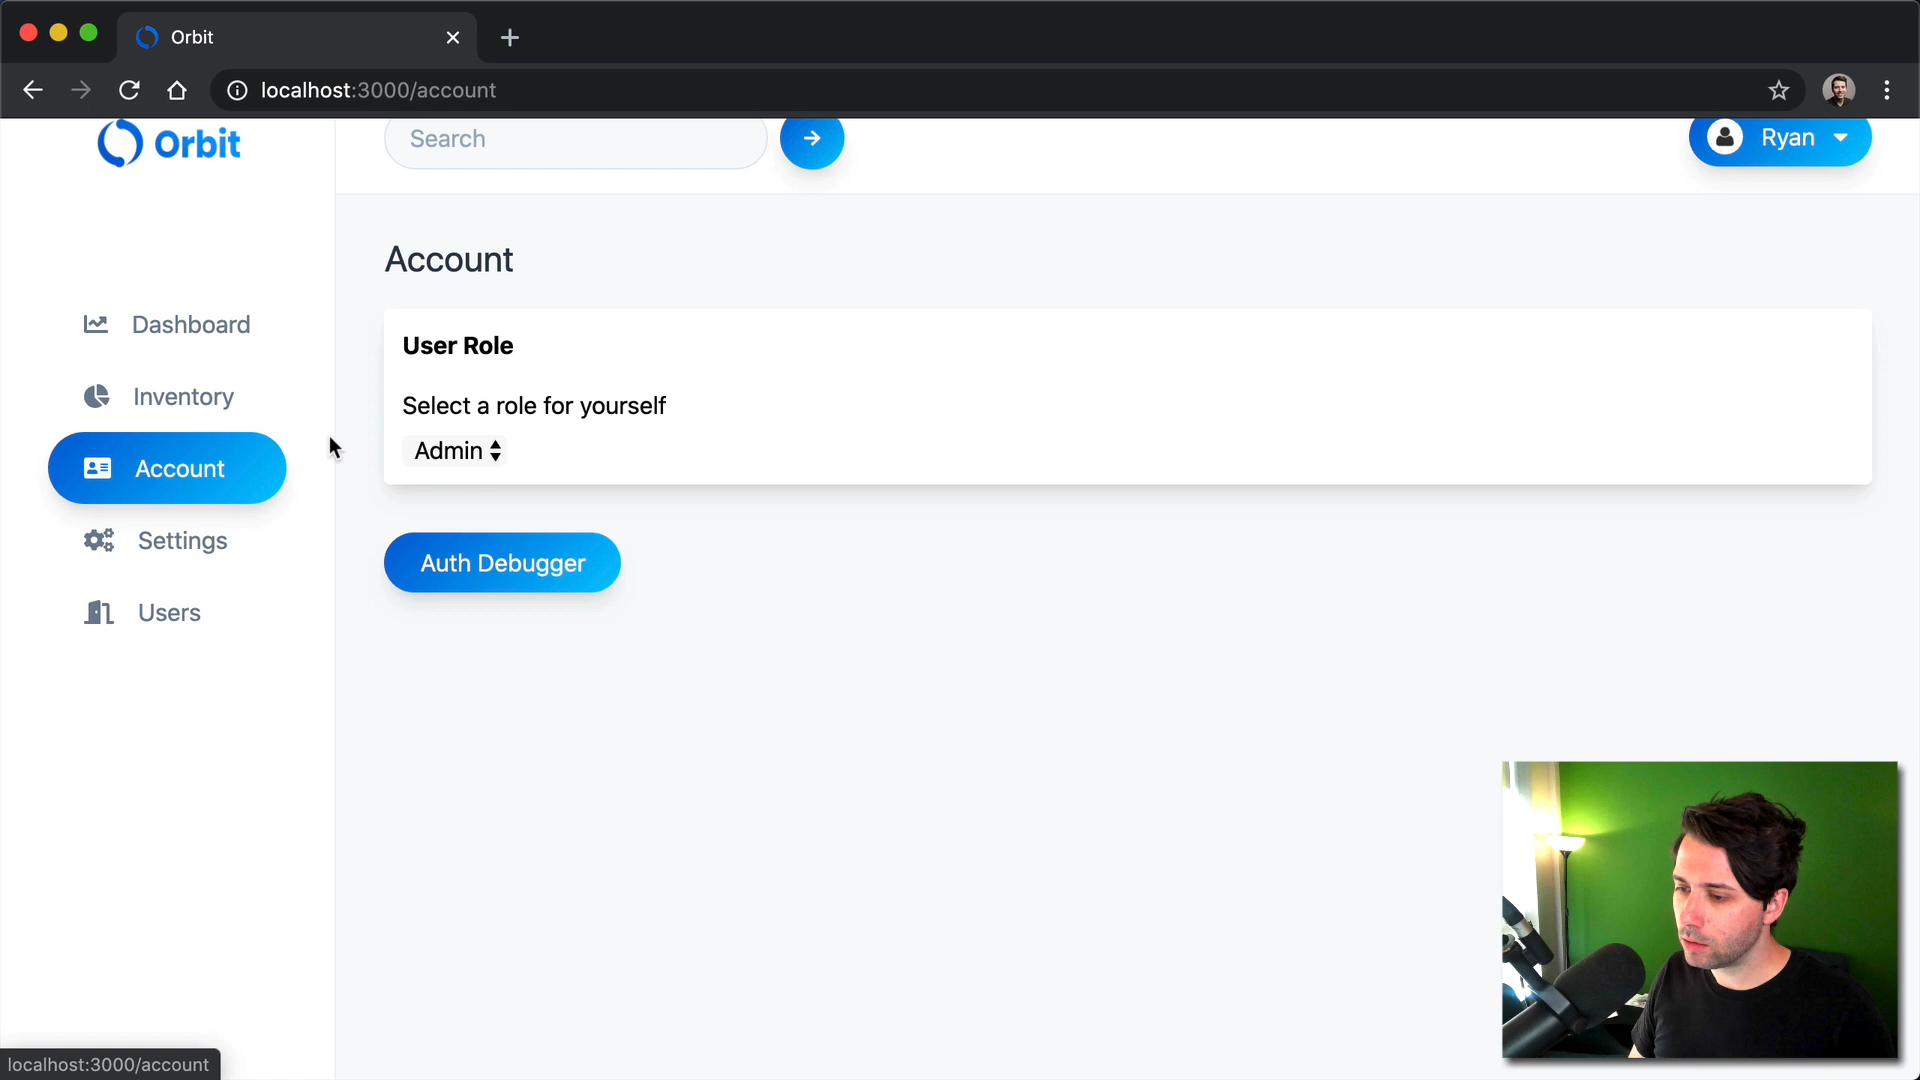 Orbit
localhost:3000/account
Orbit
Search
Ryan
Account
User Role
Select a role for yourself
Admin
Auth Debugger
Dashboard
Inventory
Account
Settings
Users
localhost:3000/account